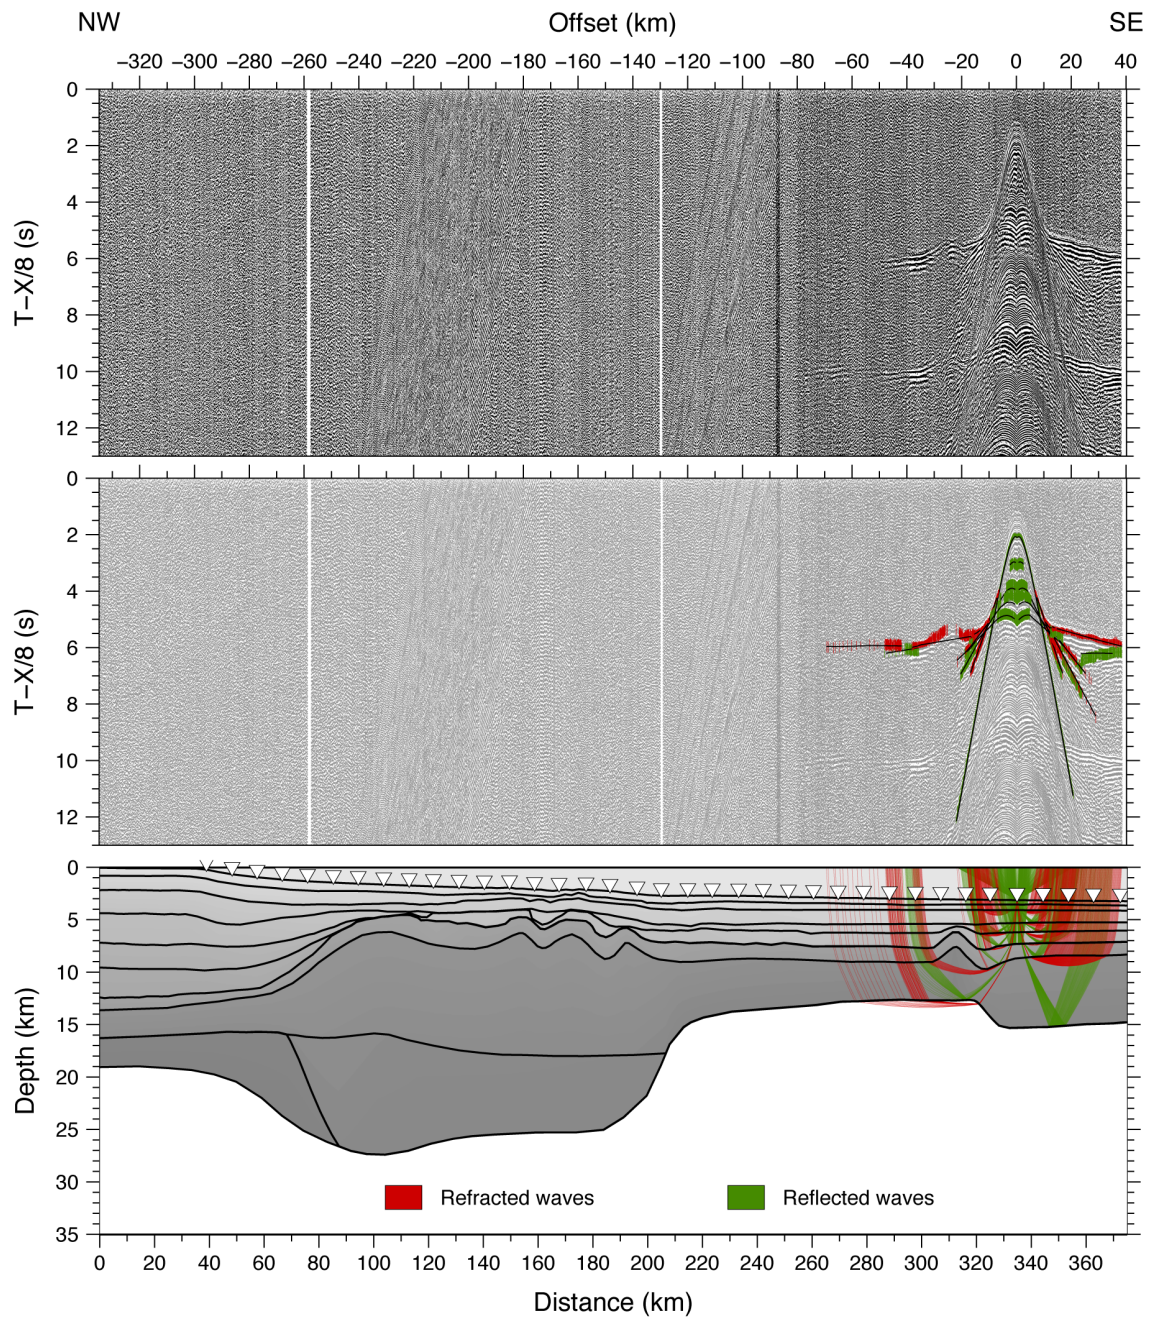 NW Offset (km) SE
−320 −300 −280 −260 −240 −220 −200 −180 −160 −140 −120 −100 −80 −60 −40 −20 0 20 40
0
2
4
6
8
10
12
T−X/8 (s)
0
2
4
6
8
10
12
T−X/8 (s)
0
5
10
15
20
25
30
35
Depth (km)
Refracted waves Reflected waves
0 20 40 60 80 100 120 140 160 180 200 220 240 260 280 300 320 340 360
Distance (km)